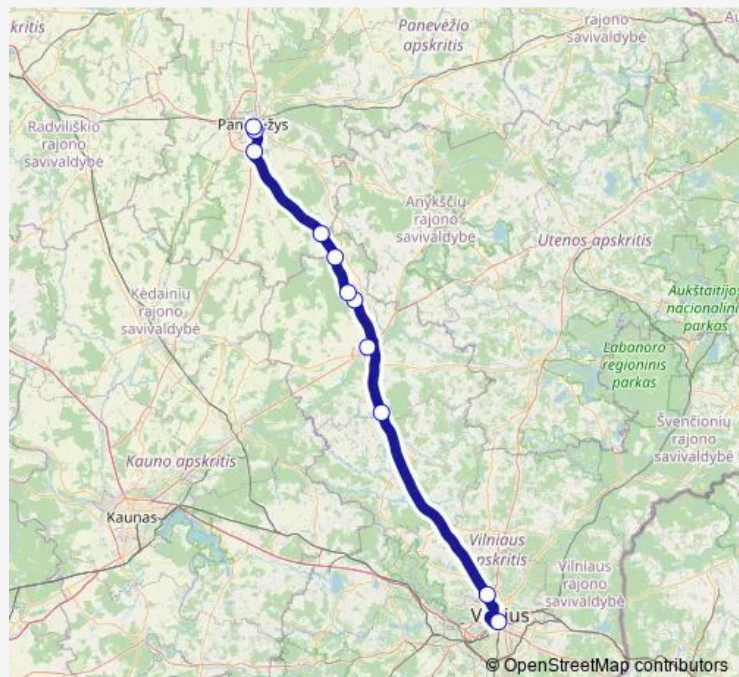 kritis
Panevėžio
apskritis
rajono
savivaldybė
Radviliškio
rajono
savivaldybė
Anykščių
rajono
savivaldybė
Utenos apskritis
Kėdainių
rajono
savivaldybė
Aukštaitijos
nacionalinis
parkas
Labanoro
regioninis
parkas
Švenčionių
rajono
savivaldybė
Kauno apskritis
Kaunas
Vilniaus
Vilniaus
rajono
savivaldybė
© OpenStreetMap contributors